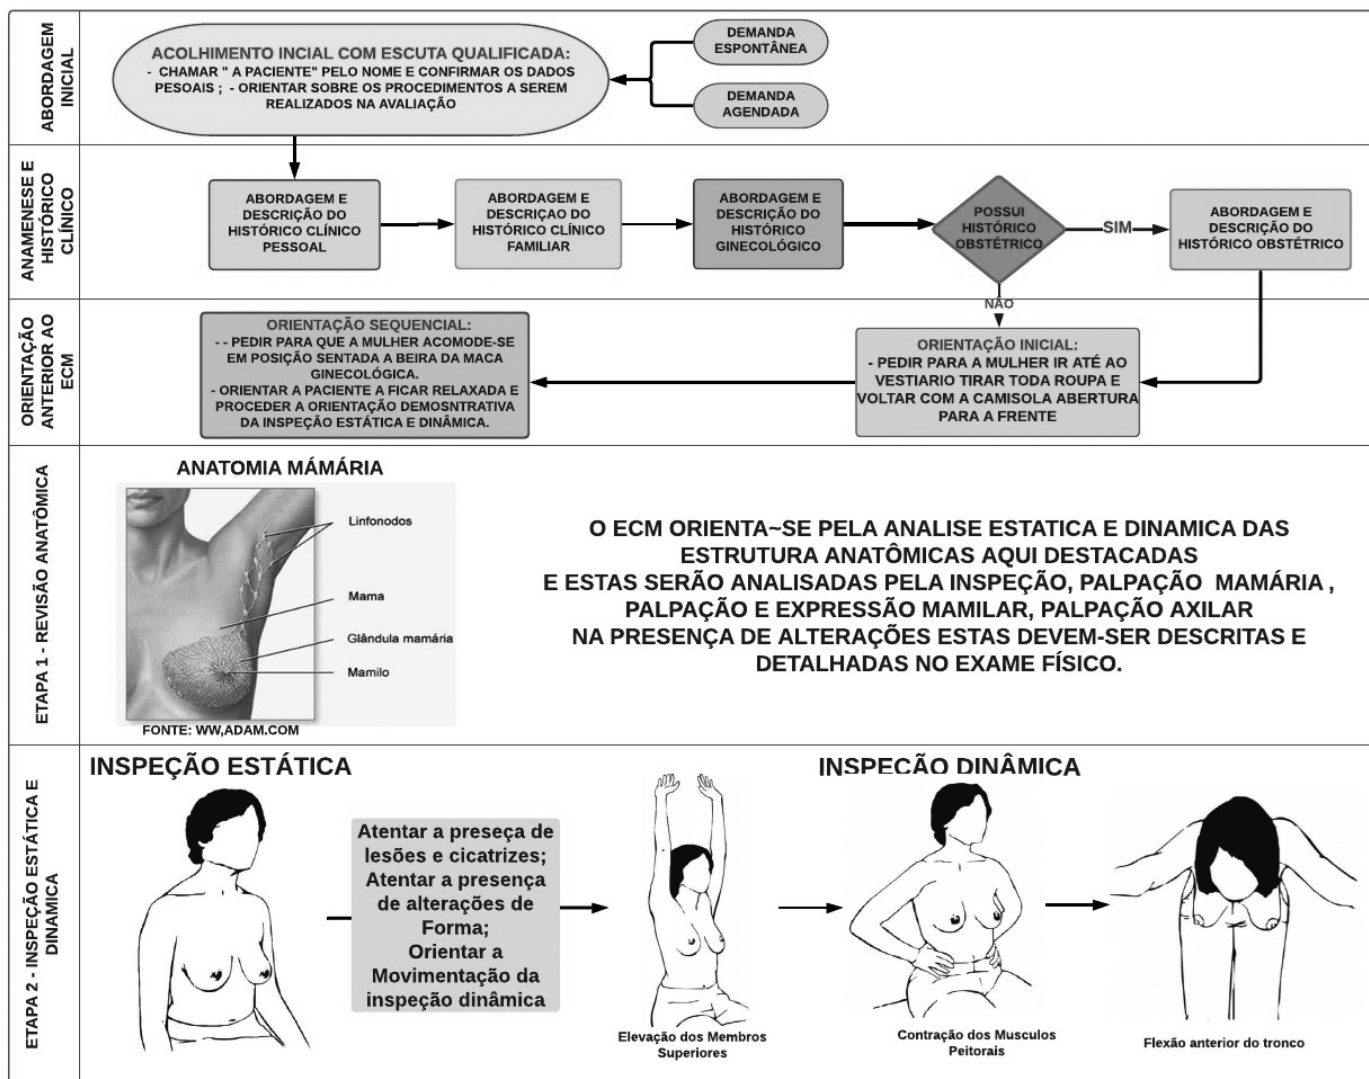 ABORDAGEM
INICIAL
ACOLHIMENTO INCIAL COM ESCUTA QUALIFICADA:
- CHAMAR " A PACIENTE" PELO NOME E CONFIRMAR OS DADOS
PESOAIS ; - ORIENTAR SOBRE OS PROCEDIMENTOS A SEREM
REALIZADOS NA AVALIAÇÃO
DEMANDA
ESPONTÂNEA
DEMANDA
AGENDADA
ANAMENESE E
HISTÓRICO
CLÍNICO
ABORDAGEM E
DESCRIÇÃO DO
HISTÓRICO CLÍNICO
PESSOAL
ABORDAGEM E
DESCRIÇAO DO
HISTÓRICO CLÍNICO
FAMILIAR
ABORDAGEM E
DESCRIÇÃO DO
HISTÓRICO
GINECOLÓGICO
POSSUI
HISTÓRICO
OBSTÉTRICO
SIM
ABORDAGEM E
DESCRIÇÃO DO
HISTÓRICO OBSTÉTRICO
NÃO
ORIENTAÇÃO
ANTERIOR AO
ECM
ORIENTAÇÃO SEQUENCIAL:
- - PEDIR PARA QUE A MULHER ACOMODE-SE
EM POSIÇÃO SENTADA A BEIRA DA MACA
GINECOLÓGICA.
- ORIENTAR A PACIENTE A FICAR RELAXADA E
PROCEDER A ORIENTAÇÃO DEMOSNTRATIVA
DA INSPEÇÃO ESTÁTICA E DINÂMICA.
ORIENTAÇÃO INICIAL:
- PEDIR PARA A MULHER IR ATÉ AO
VESTIARIO TIRAR TODA ROUPA E
VOLTAR COM A CAMISOLA ABERTURA
PARA A FRENTE
ETAPA 1 - REVISÃO ANATÔMICA
ANATOMIA MÁMÁRIA
Linfonodos
Mama
Glândula mamária
Mamilo
FONTE: WW,ADAM.COM
O ECM ORIENTA~SE PELA ANALISE ESTATICA E DINAMICA DAS
ESTRUTURA ANATÔMICAS AQUI DESTACADAS
E ESTAS SERÃO ANALISADAS PELA INSPEÇÃO, PALPAÇÃO MAMÁRIA ,
PALPAÇÃO E EXPRESSÃO MAMILAR, PALPAÇÃO AXILAR
NA PRESENÇA DE ALTERAÇÕES ESTAS DEVEM-SER DESCRITAS E
DETALHADAS NO EXAME FÍSICO.
ETAPA 2 - INSPEÇÃO ESTÁTICA E
DINAMICA
INSPEÇÃO ESTÁTICA
Atentar a preseça de
lesões e cicatrizes;
Atentar a presença
de alterações de
Forma;
Orientar a
Movimentação da
inspeção dinâmica
INSPEÇÃO DINÂMICA
Elevação dos Membros
Superiores
Contração dos Musculos
Peitorais
Flexão anterior do tronco